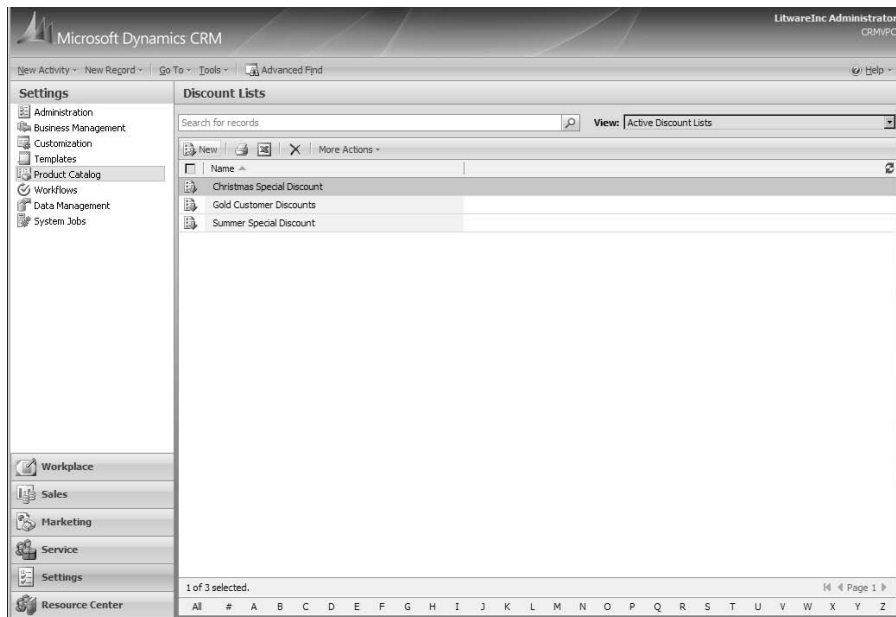 LitwareInc Administrator
CRMVPC
Microsoft Dynamics CRM
New Activity New Record Go To Tools Advanced Find Help
Settings
Administration
Business Management
Customization
Templates
Product Catalog
Workflows
Data Management
System Jobs
Discount Lists
Search for records View: Active Discount Lists
New More Actions
Name
Christmas Special Discount
Gold Customer Discounts
Summer Special Discount
Workplace
Sales
Marketing
Service
Settings
Resource Center
1 of 3 selected. Page 1
All # A B C D E F G H I J K L M N O P Q R S T U V W X Y Z